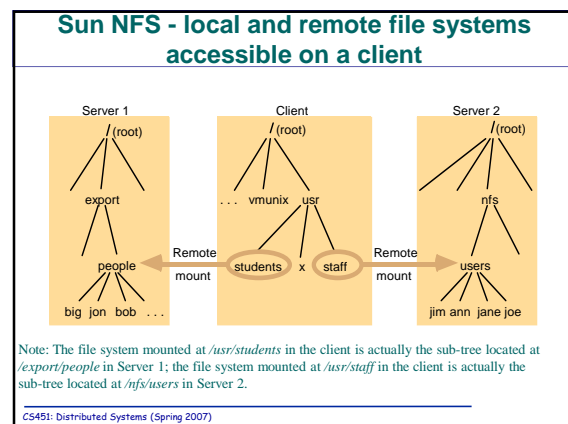 Sun NFS - local and remote file systems
accessible on a client
Server 1
Client
Server 2
/ (root)
/ (root)
/ (root)
export
. . . vmunix usr
nfs
Remote
mount
Remote
mount
people
students x staff
users
big jon bob . . .
jim ann jane joe
Note: The file system mounted at /usr/students in the client is actually the sub-tree located at
/export/people in Server 1; the file system mounted at /usr/staff in the client is actually the
sub-tree located at /nfs/users in Server 2.
CS451: Distributed Systems (Spring 2007)